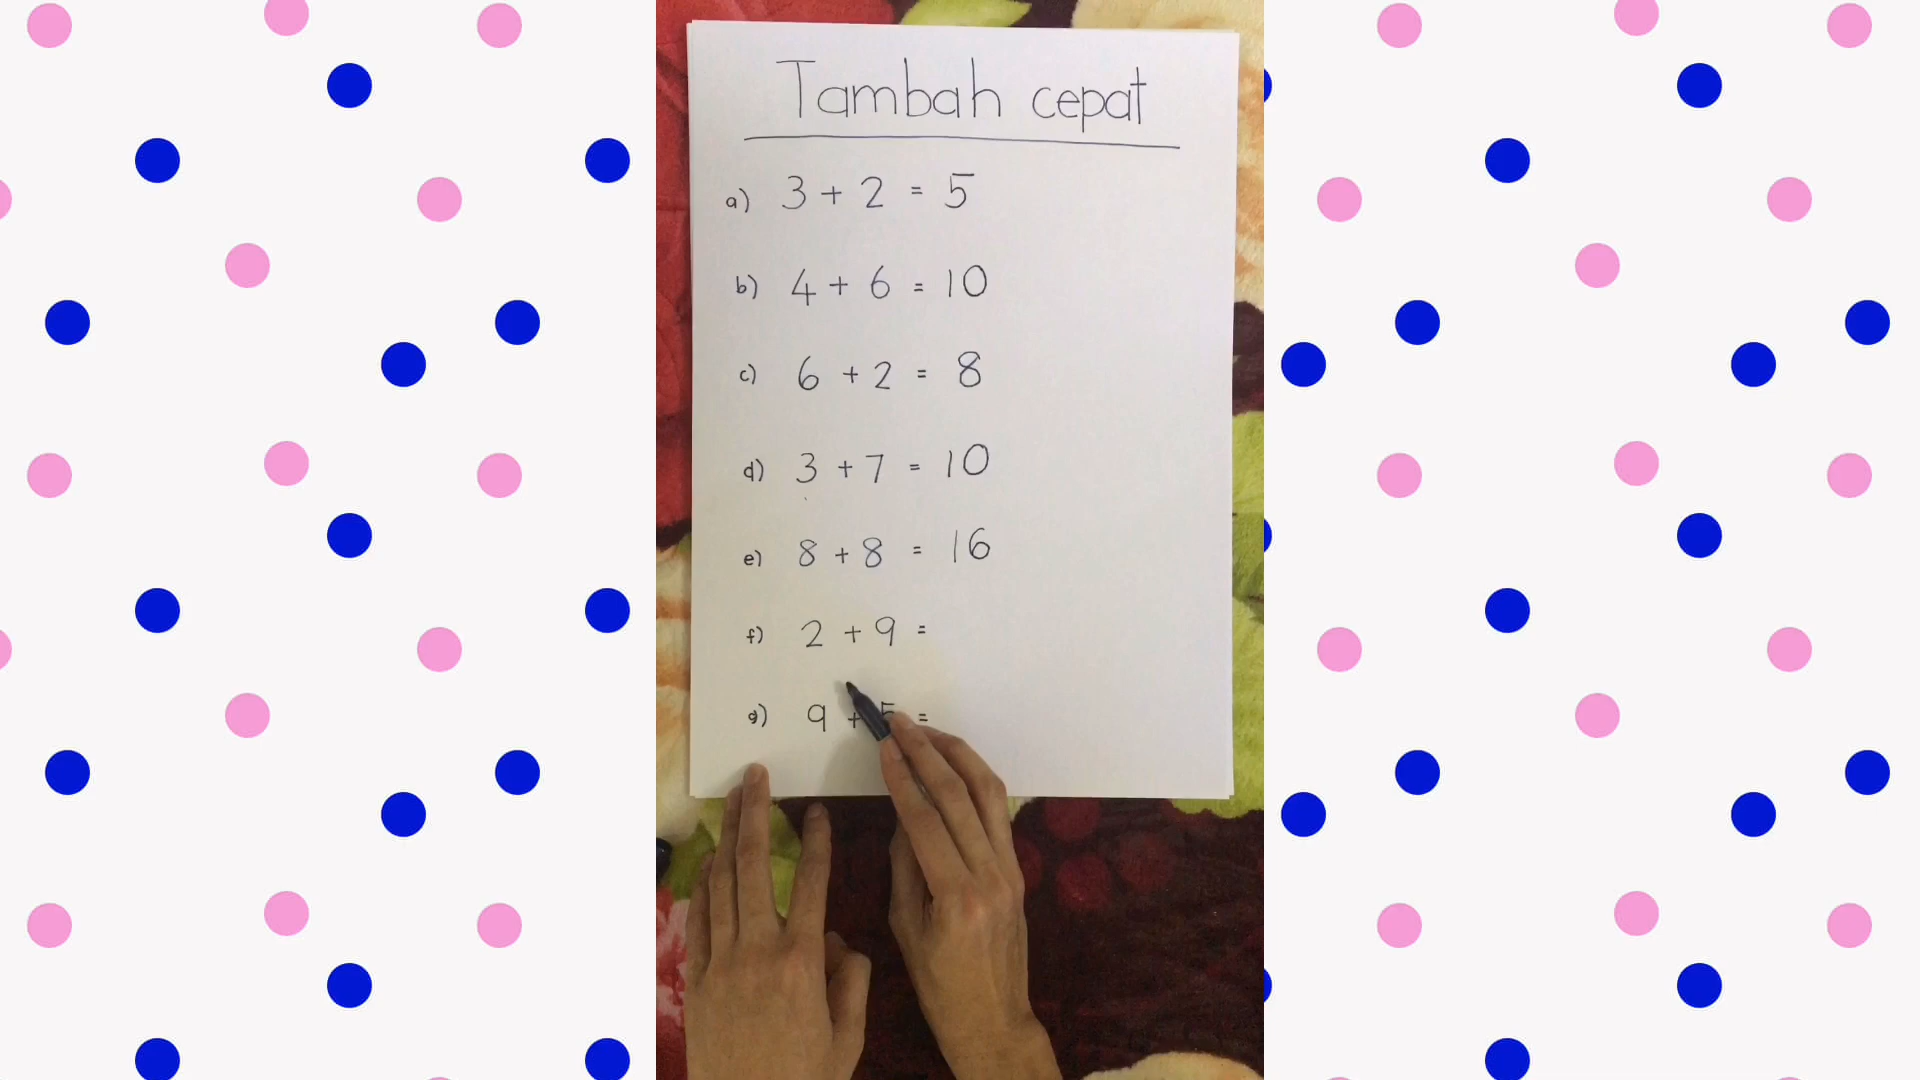 Tambah cepat
a) 3 + 2 = 5
b) 4 + 6 = 10
c) 6 + 2 = 8
d) 3 + 7 = 10
e) 8 + 8 = 16
f) 2 + 9 =
g) 9 + 5 =